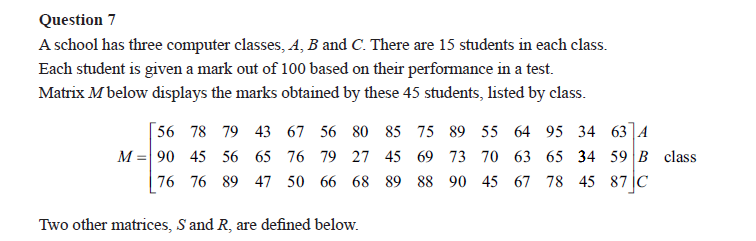 Question 7
A school has three computer classes, A, B and C. There are 15 students in each class.
Each student is given a mark out of 100 based on their performance in a test.
Matrix M below displays the marks obtained by these 45 students, listed by class.
56 78 79 43 67 56 80 85 75 89 55 64 95 34 63 A
M = 90 45 56 65 76 79 27 45 69 73 70 63 65 34 59 B class
76 76 89 47 50 66 68 89 88 90 45 67 78 45 87 C
Two other matrices, S and R, are defined below.